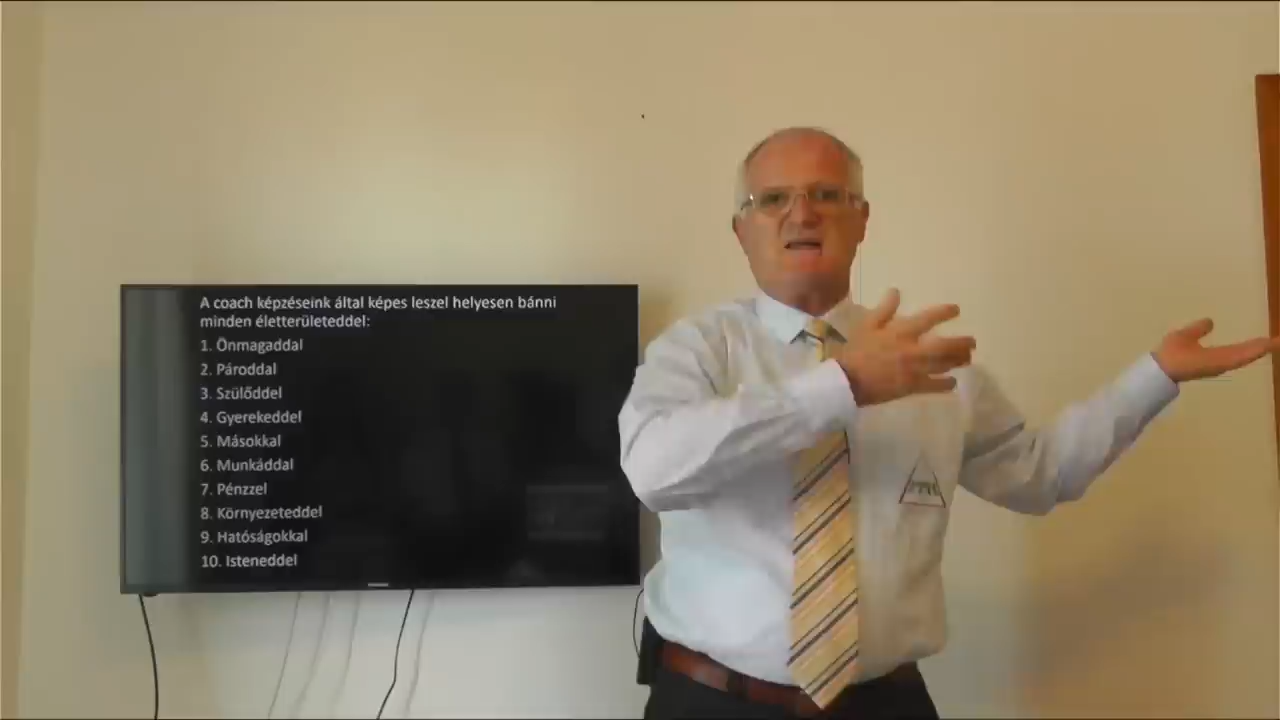 A coach képzéseink által képes leszel helyesen bánni
minden életterületeddel:
1. Önmagaddal
2. Pároddal
3. Szülőddel
4. Gyerekeddel
5. Másokkal
6. Munkáddal
7. Pénzzel
8. Környezeteddel
9. Hatóságokkal
10. Isteneddel